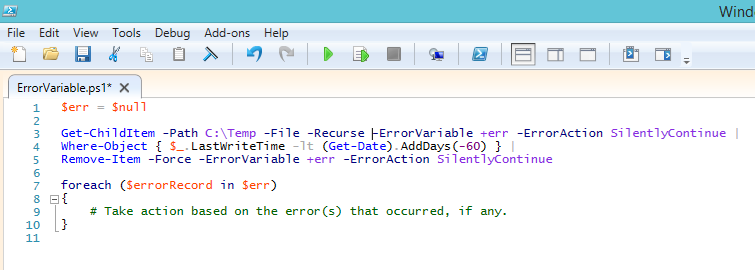 Wind
File Edit View Tools Debug Add-ons Help
ErrorVariable.ps1*
1 $err = $null
2
3 Get-ChildItem -Path C:\Temp -File -Recurse -ErrorVariable +err -ErrorAction SilentlyContinue |
4 Where-Object { $_.LastWriteTime -lt (Get-Date).AddDays(-60) } |
5 Remove-Item -Force -ErrorVariable +err -ErrorAction SilentlyContinue
6
7 foreach ($errorRecord in $err)
8 {
9 # Take action based on the error(s) that occurred, if any.
10 }
11